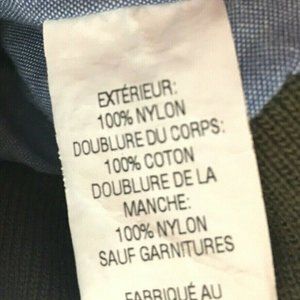 EXTÉRIEUR:
100% NYLON
DOUBLURE DU CORPS:
100% COTON
DOUBLURE DE LA
MANCHE:
100% NYLON
SAUF GARNITURES
FABRIQUÉ AU